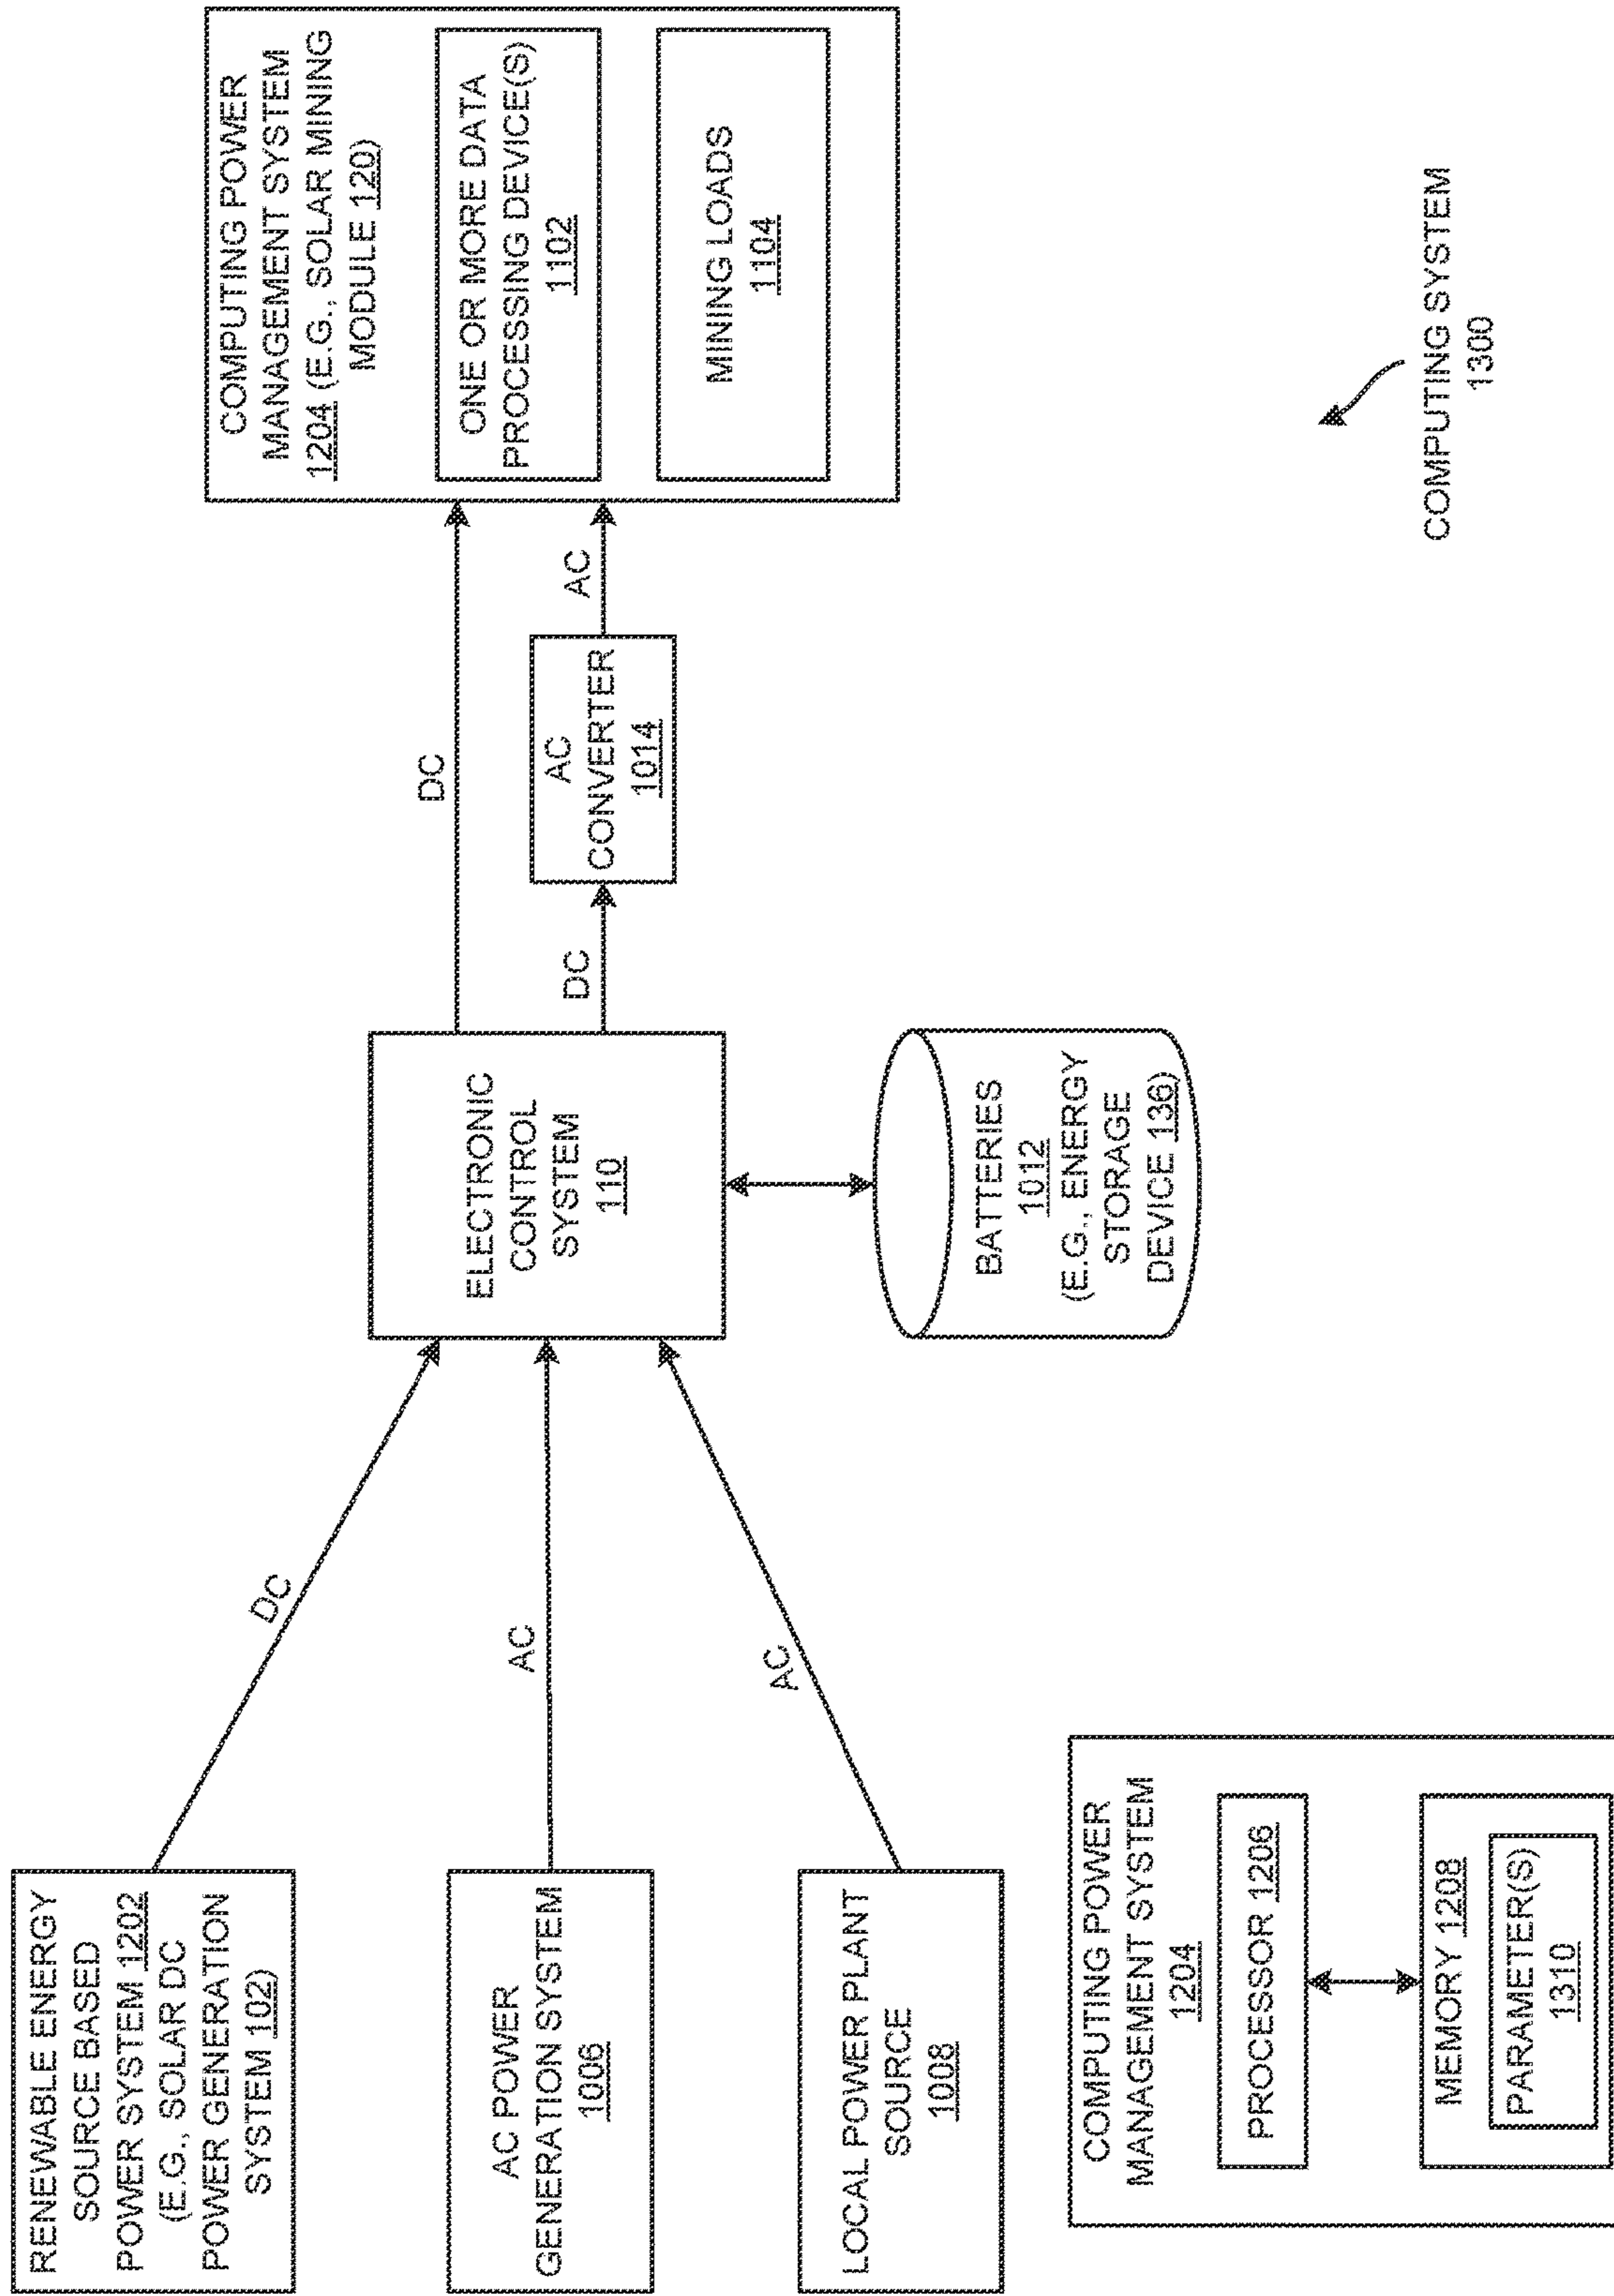 RENEWABLE ENERGY
SOURCE BASED
POWER SYSTEM 1202
(E.G., SOLAR DC
POWER GENERATION
SYSTEM 102)
AC POWER
GENERATION SYSTEM
1006
LOCAL POWER PLANT
SOURCE
1008
DC
AC
AC
ELECTRONIC
CONTROL
SYSTEM
110
BATTERIES
1012
(E.G., ENERGY
STORAGE
DEVICE 136)
DC
DC
AC
CONVERTER
1014
AC
COMPUTING POWER
MANAGEMENT SYSTEM
1204 (E.G., SOLAR MINING
MODULE 120)
ONE OR MORE DATA
PROCESSING DEVICE(S)
1102
MINING LOADS
1104
COMPUTING POWER
MANAGEMENT SYSTEM
1204
PROCESSOR 1206
MEMORY 1208
PARAMETER(S)
1310
COMPUTING SYSTEM
1300